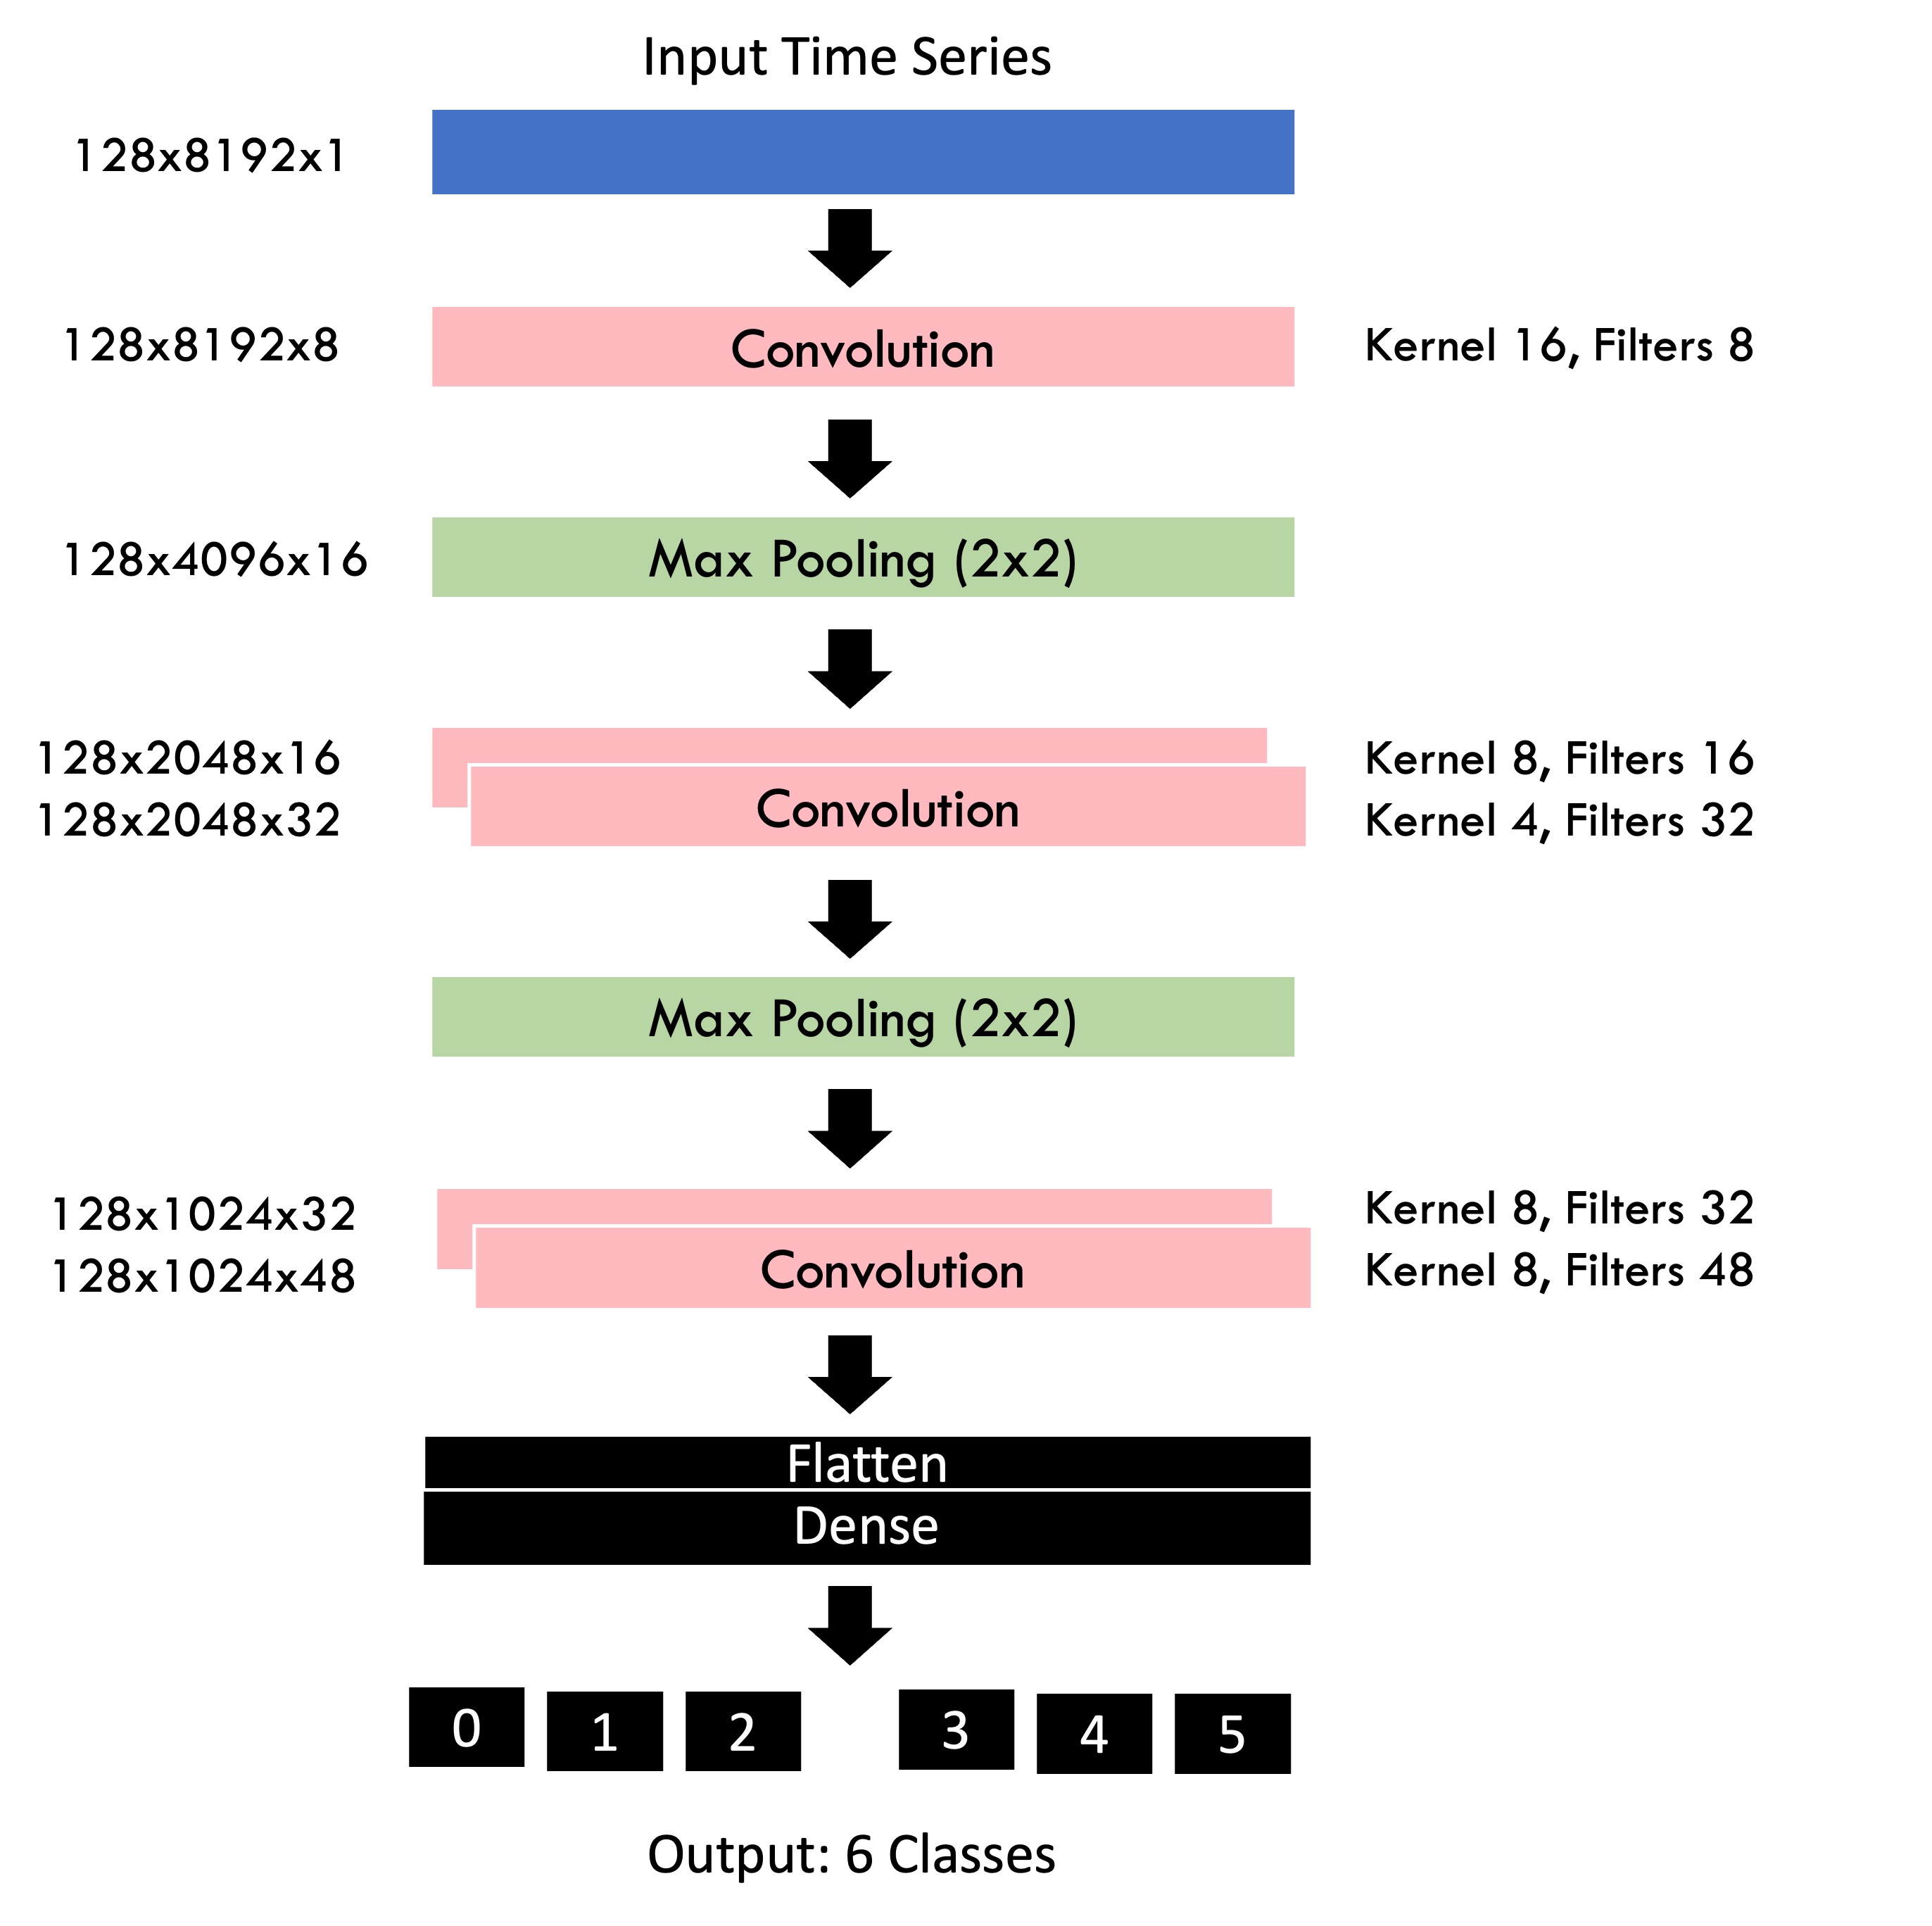 Input Time Series
128x8192x1
128x8192x8
Convolution
Kernel 16, Filters 8
128x4096x16
Max Pooling (2x2)
128x2048x16
Kernel 8, Filters 16
128x2048x32
Convolution
Kernel 4, Filters 32
Max Pooling (2x2)
128x1024x32
Kernel 8, Filters 32
128x1024x48
Convolution
Kernel 8, Filters 48
Flatten
Dense
0 1 2 3 4 5
Output: 6 Classes